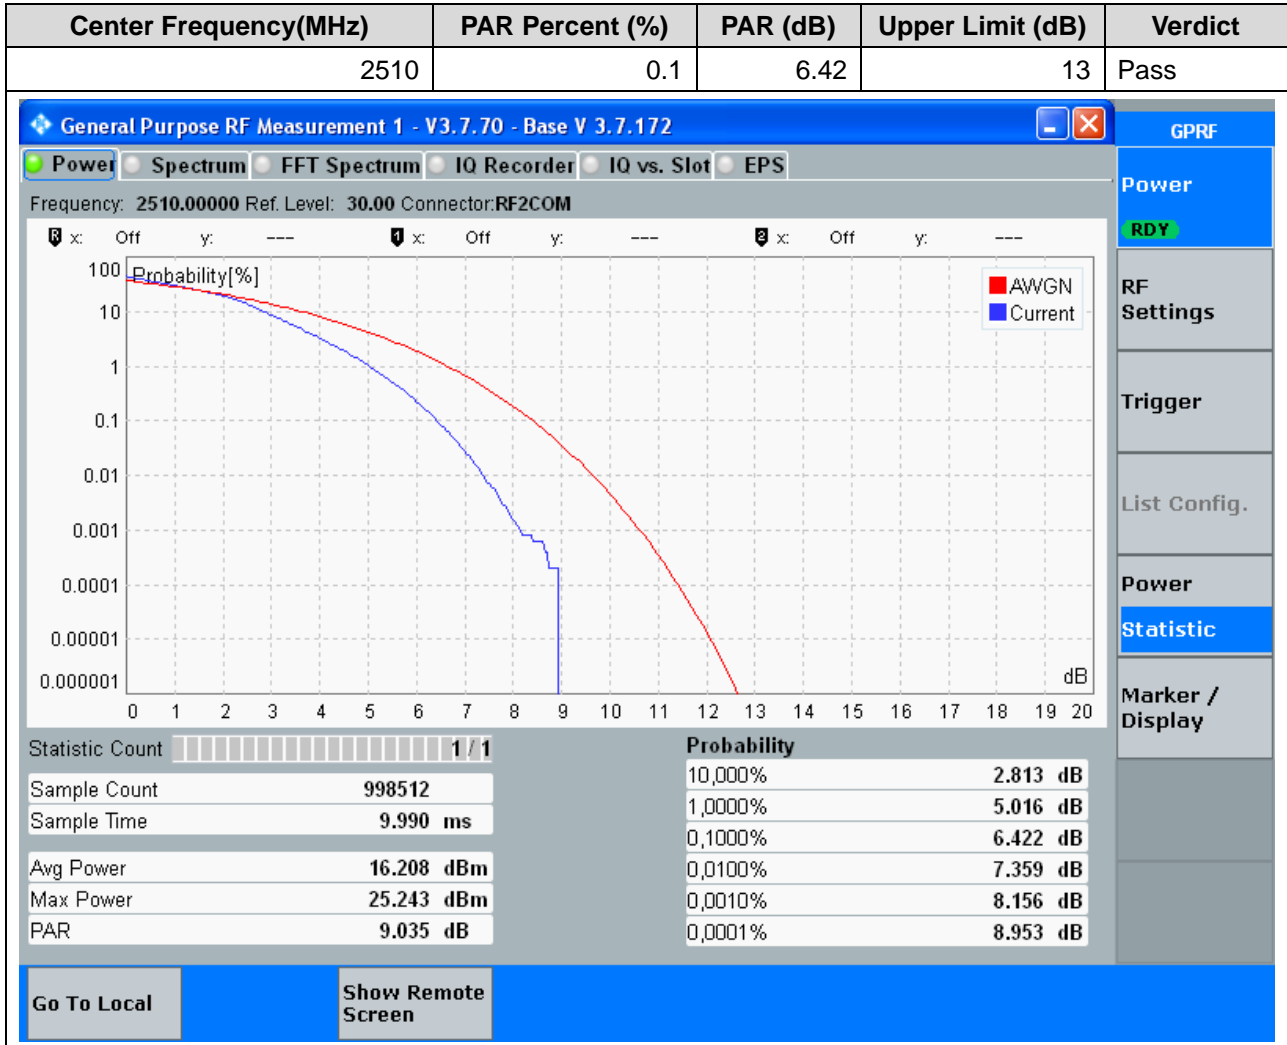 Center Frequency(MHz) PAR Percent (%) PAR (dB) Upper Limit (dB) Verdict
2510 0.1 6.42 13 Pass
General Purpose RF Measurement 1 - V3.7.70 - Base V 3.7.172
GPRF
Power Spectrum FFT Spectrum IQ Recorder IQ vs. Slot EPS
Power
RDY
Frequency: 2510.00000 Ref. Level: 30.00 Connector:RF2COM
R x: Off y: --- 1 x: Off y: --- 2 x: Off y: ---
Probability[%]
AWGN
Current
100
10
1
0.1
0.01
0.001
0.0001
0.00001
0.000001
dB
0 1 2 3 4 5 6 7 8 9 10 11 12 13 14 15 16 17 18 19 20
RF
Settings
Trigger
List Config.
Power
Statistic
Marker /
Display
Statistic Count 1 / 1
Sample Count 998512
Sample Time 9.990 ms
Avg Power 16.208 dBm
Max Power 25.243 dBm
PAR 9.035 dB
Probability
10,000% 2.813 dB
1,0000% 5.016 dB
0,1000% 6.422 dB
0,0100% 7.359 dB
0,0010% 8.156 dB
0,0001% 8.953 dB
Go To Local
Show Remote
Screen